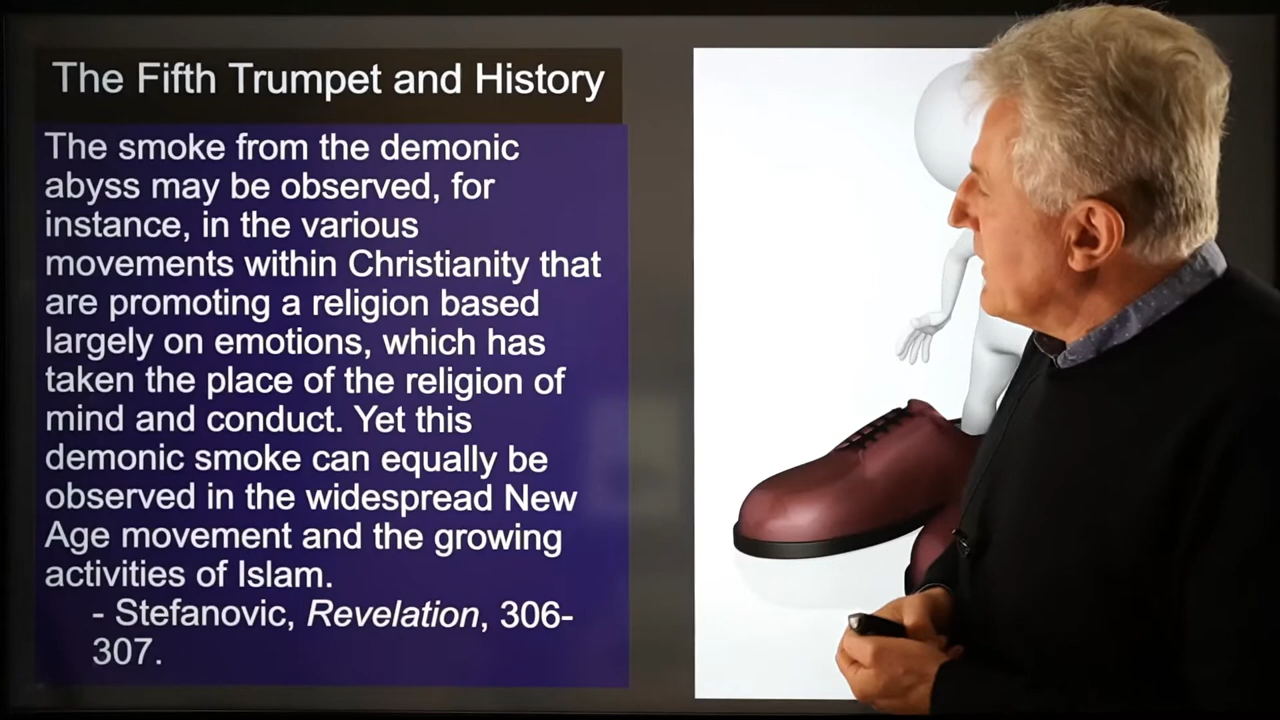 The Fifth Trumpet and History
The smoke from the demonic
abyss may be observed, for
instance, in the various
movements within Christianity that
are promoting a religion based
largely on emotions, which has
taken the place of the religion of
mind and conduct. Yet this
demonic smoke can equally be
observed in the widespread New
Age movement and the growing
activities of Islam.
- Stefanovic, Revelation, 306-
307.